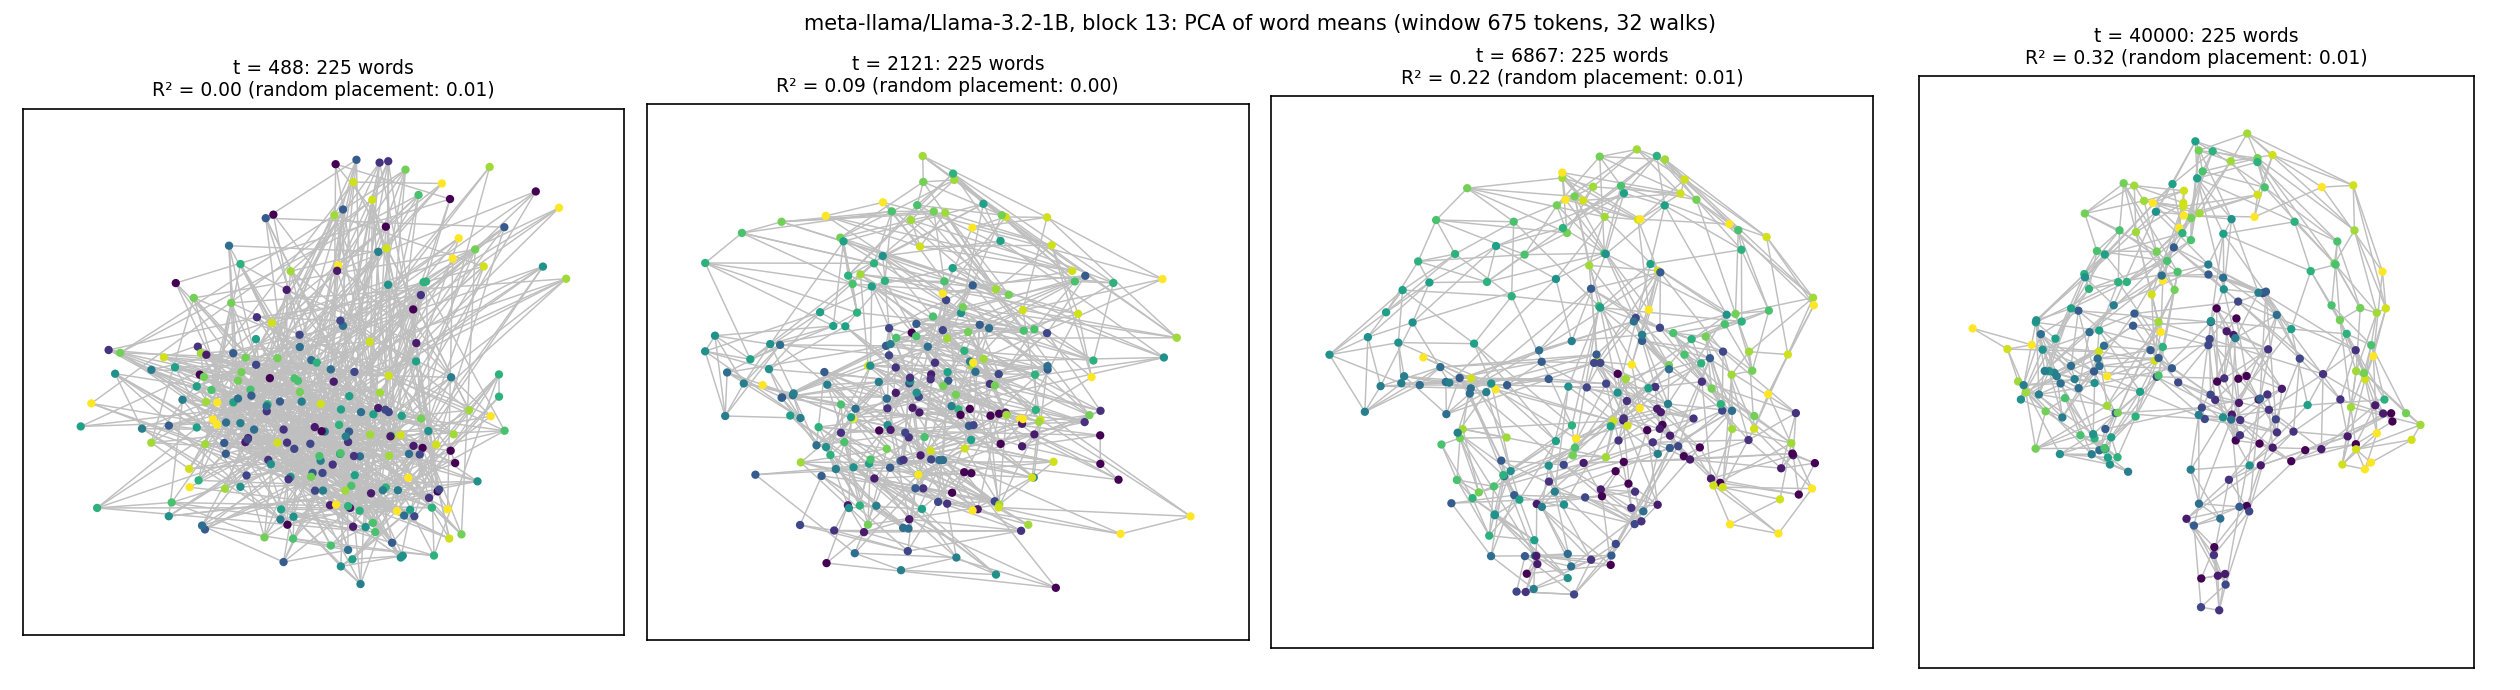 meta-llama/Llama-3.2-1B, block 13: PCA of word means (window 675 tokens, 32 walks)
t = 488: 225 words
R² = 0.00 (random placement: 0.01)
t = 2121: 225 words
R² = 0.09 (random placement: 0.00)
t = 6867: 225 words
R² = 0.22 (random placement: 0.01)
t = 40000: 225 words
R² = 0.32 (random placement: 0.01)